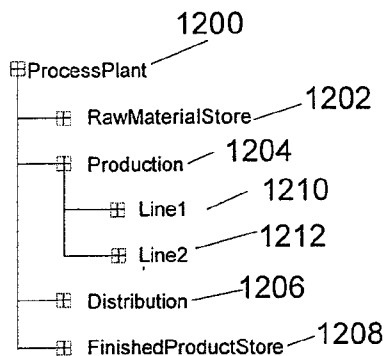 1200
ProcessPlant
RawMaterialStore 1202
Production 1204
Line1 1210
Line2 1212
Distribution 1206
FinishedProductStore 1208